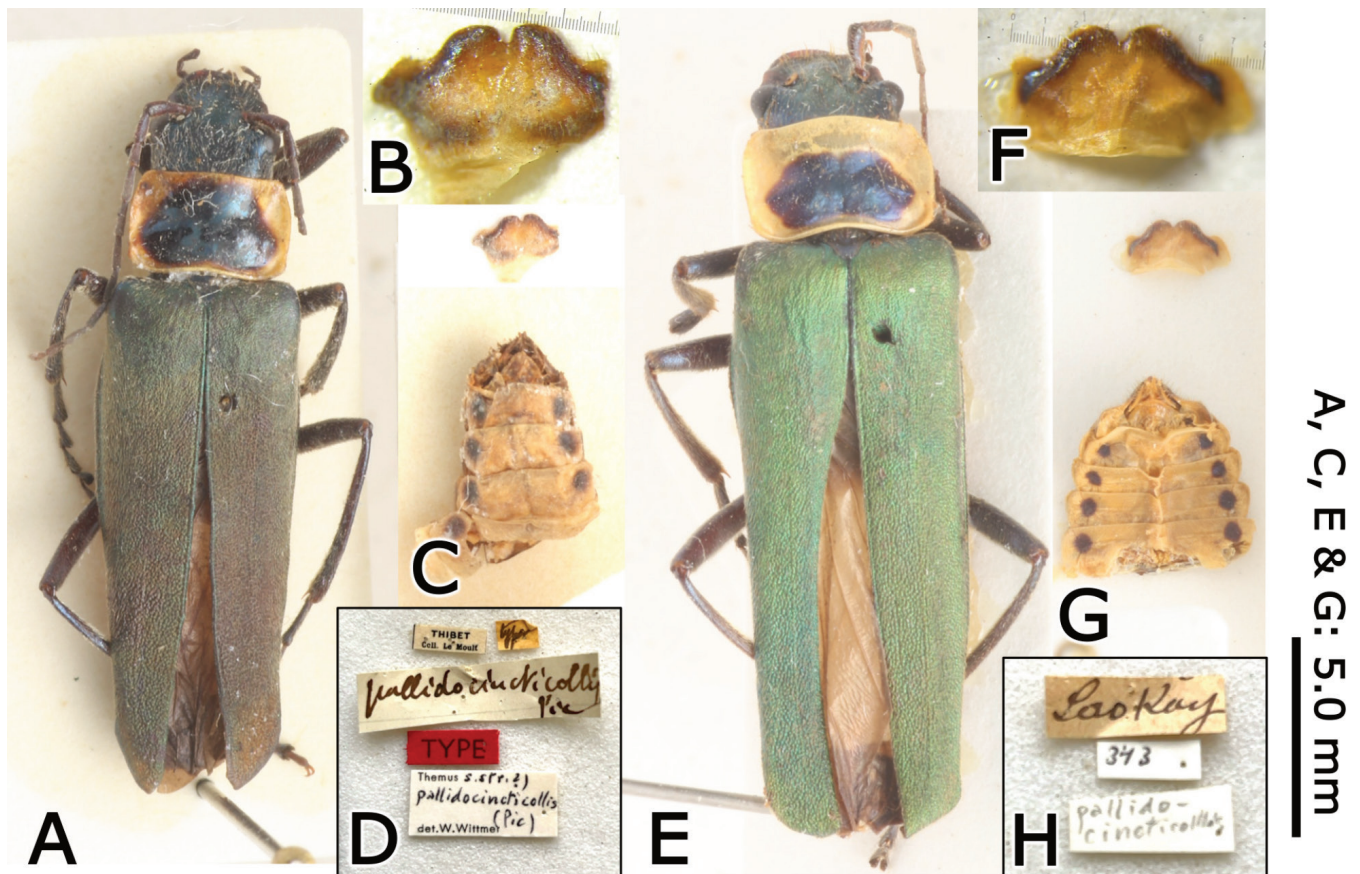 A
B
C
THIBET
Coll. Le Moult
type
pallidocincticollis
Pic
TYPE
Themus s.str.
pallidocincticollis
(Pic)
det.W.Wittmer
D
E
F
G
Lao Kay
343
pallido-
cincticollis
H
A, C, E & G: 5.0 mm